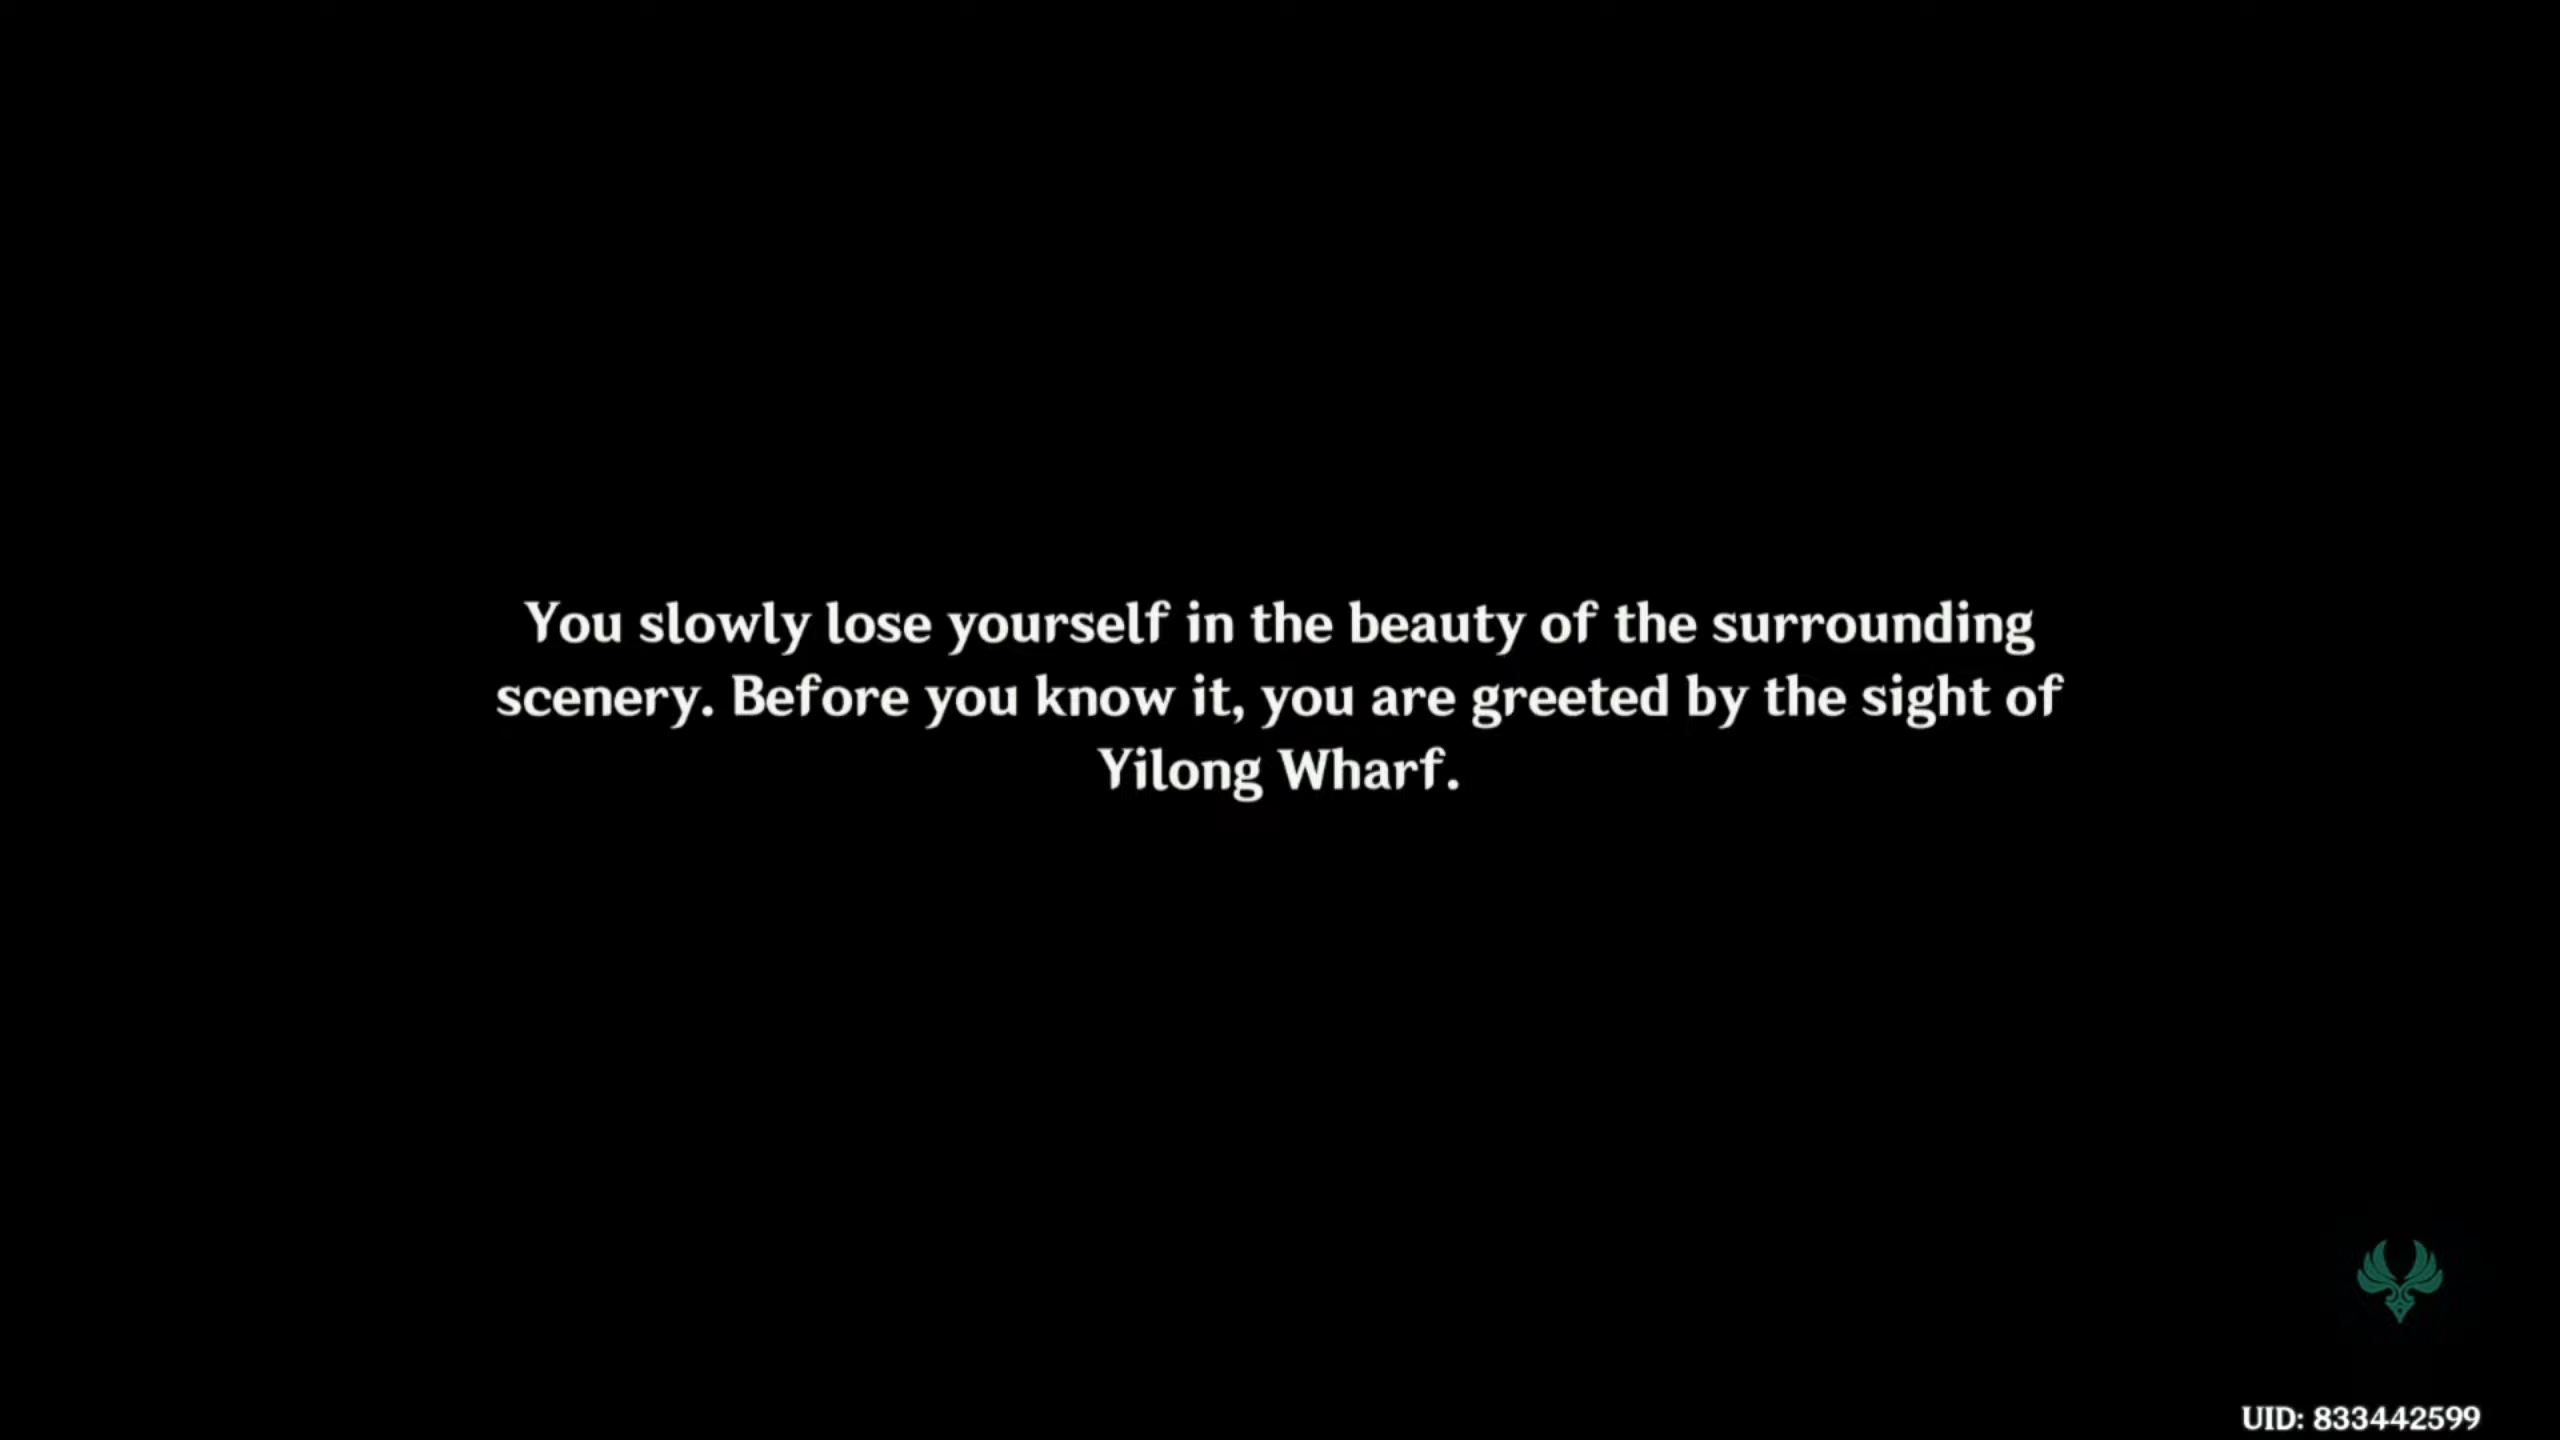 You slowly lose yourself in the beauty of the surrounding
scenery. Before you know it, you are greeted by the sight of
Yilong Wharf.
UID: 833442599